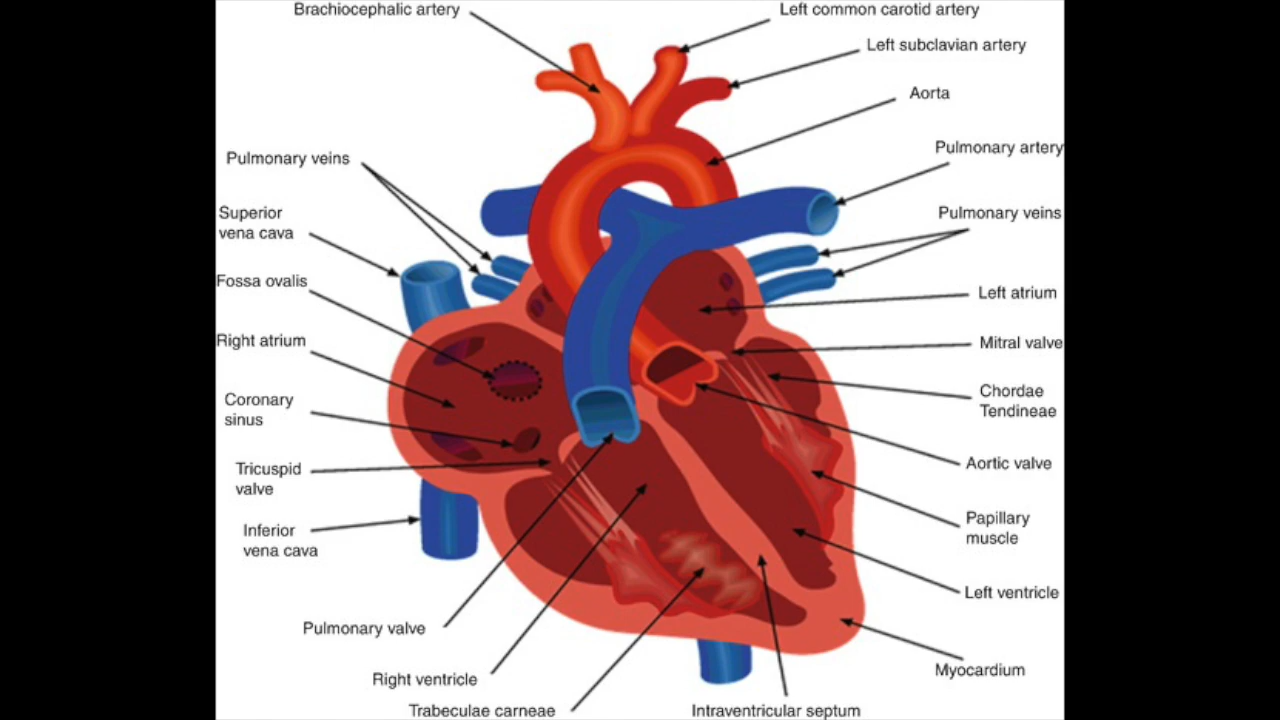 Brachiocephalic artery
Left common carotid artery
Left subclavian artery
Aorta
Pulmonary artery
Pulmonary veins
Pulmonary veins
Superior
vena cava
Fossa ovalis
Left atrium
Right atrium
Mitral valve
Chordae
Tendineae
Coronary
sinus
Aortic valve
Tricuspid
valve
Papillary
muscle
Inferior
vena cava
Left ventricle
Pulmonary valve
Myocardium
Right ventricle
Trabeculae carneae
Intraventricular septum